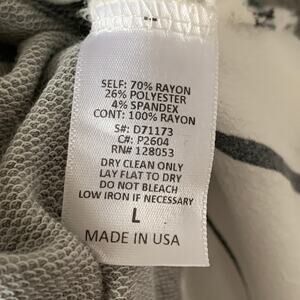 SELF: 70% RAYON
26% POLYESTER
4% SPANDEX
CONT: 100% RAYON
S#: D71173
C#: P2604
RN# 128053
DRY CLEAN ONLY
LAY FLAT TO DRY
DO NOT BLEACH
LOW IRON IF NECESSARY
L
MADE IN USA